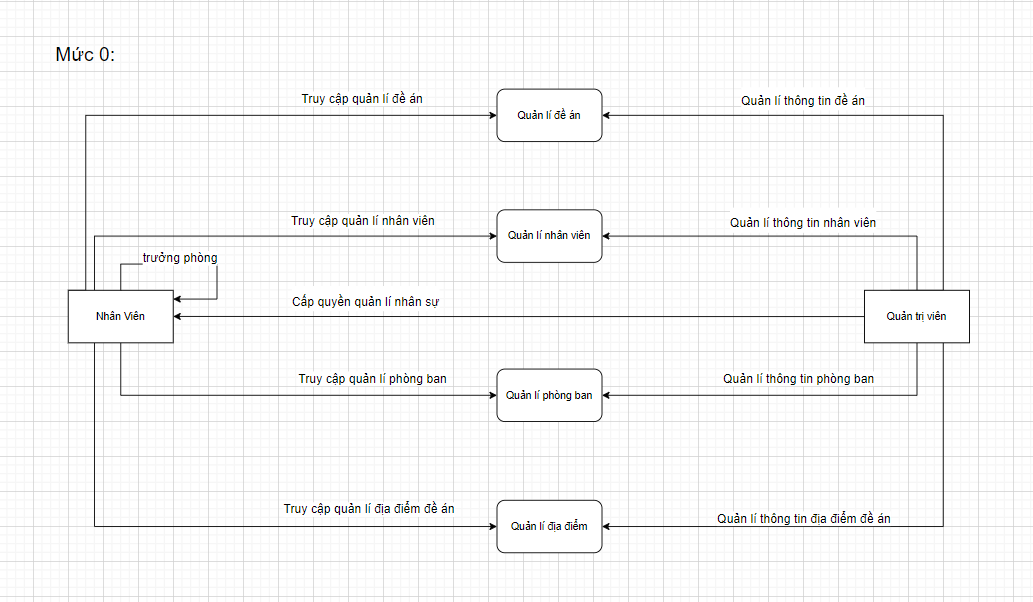 Mức 0:
Truy cập quản lí đề án
Quản lí thông tin đề án
Quản lí đề án
Truy cập quản lí nhân viên
Quản lí thông tin nhân viên
Quản lí nhân viên
trưởng phòng
Cấp quyền quản lí nhân sự
Nhân Viên
Quản trị viên
Truy cập quản lí phòng ban
Quản lí thông tin phòng ban
Quản lí phòng ban
Truy cập quản lí địa điểm đề án
Quản lí thông tin địa điểm đề án
Quản lí địa điểm